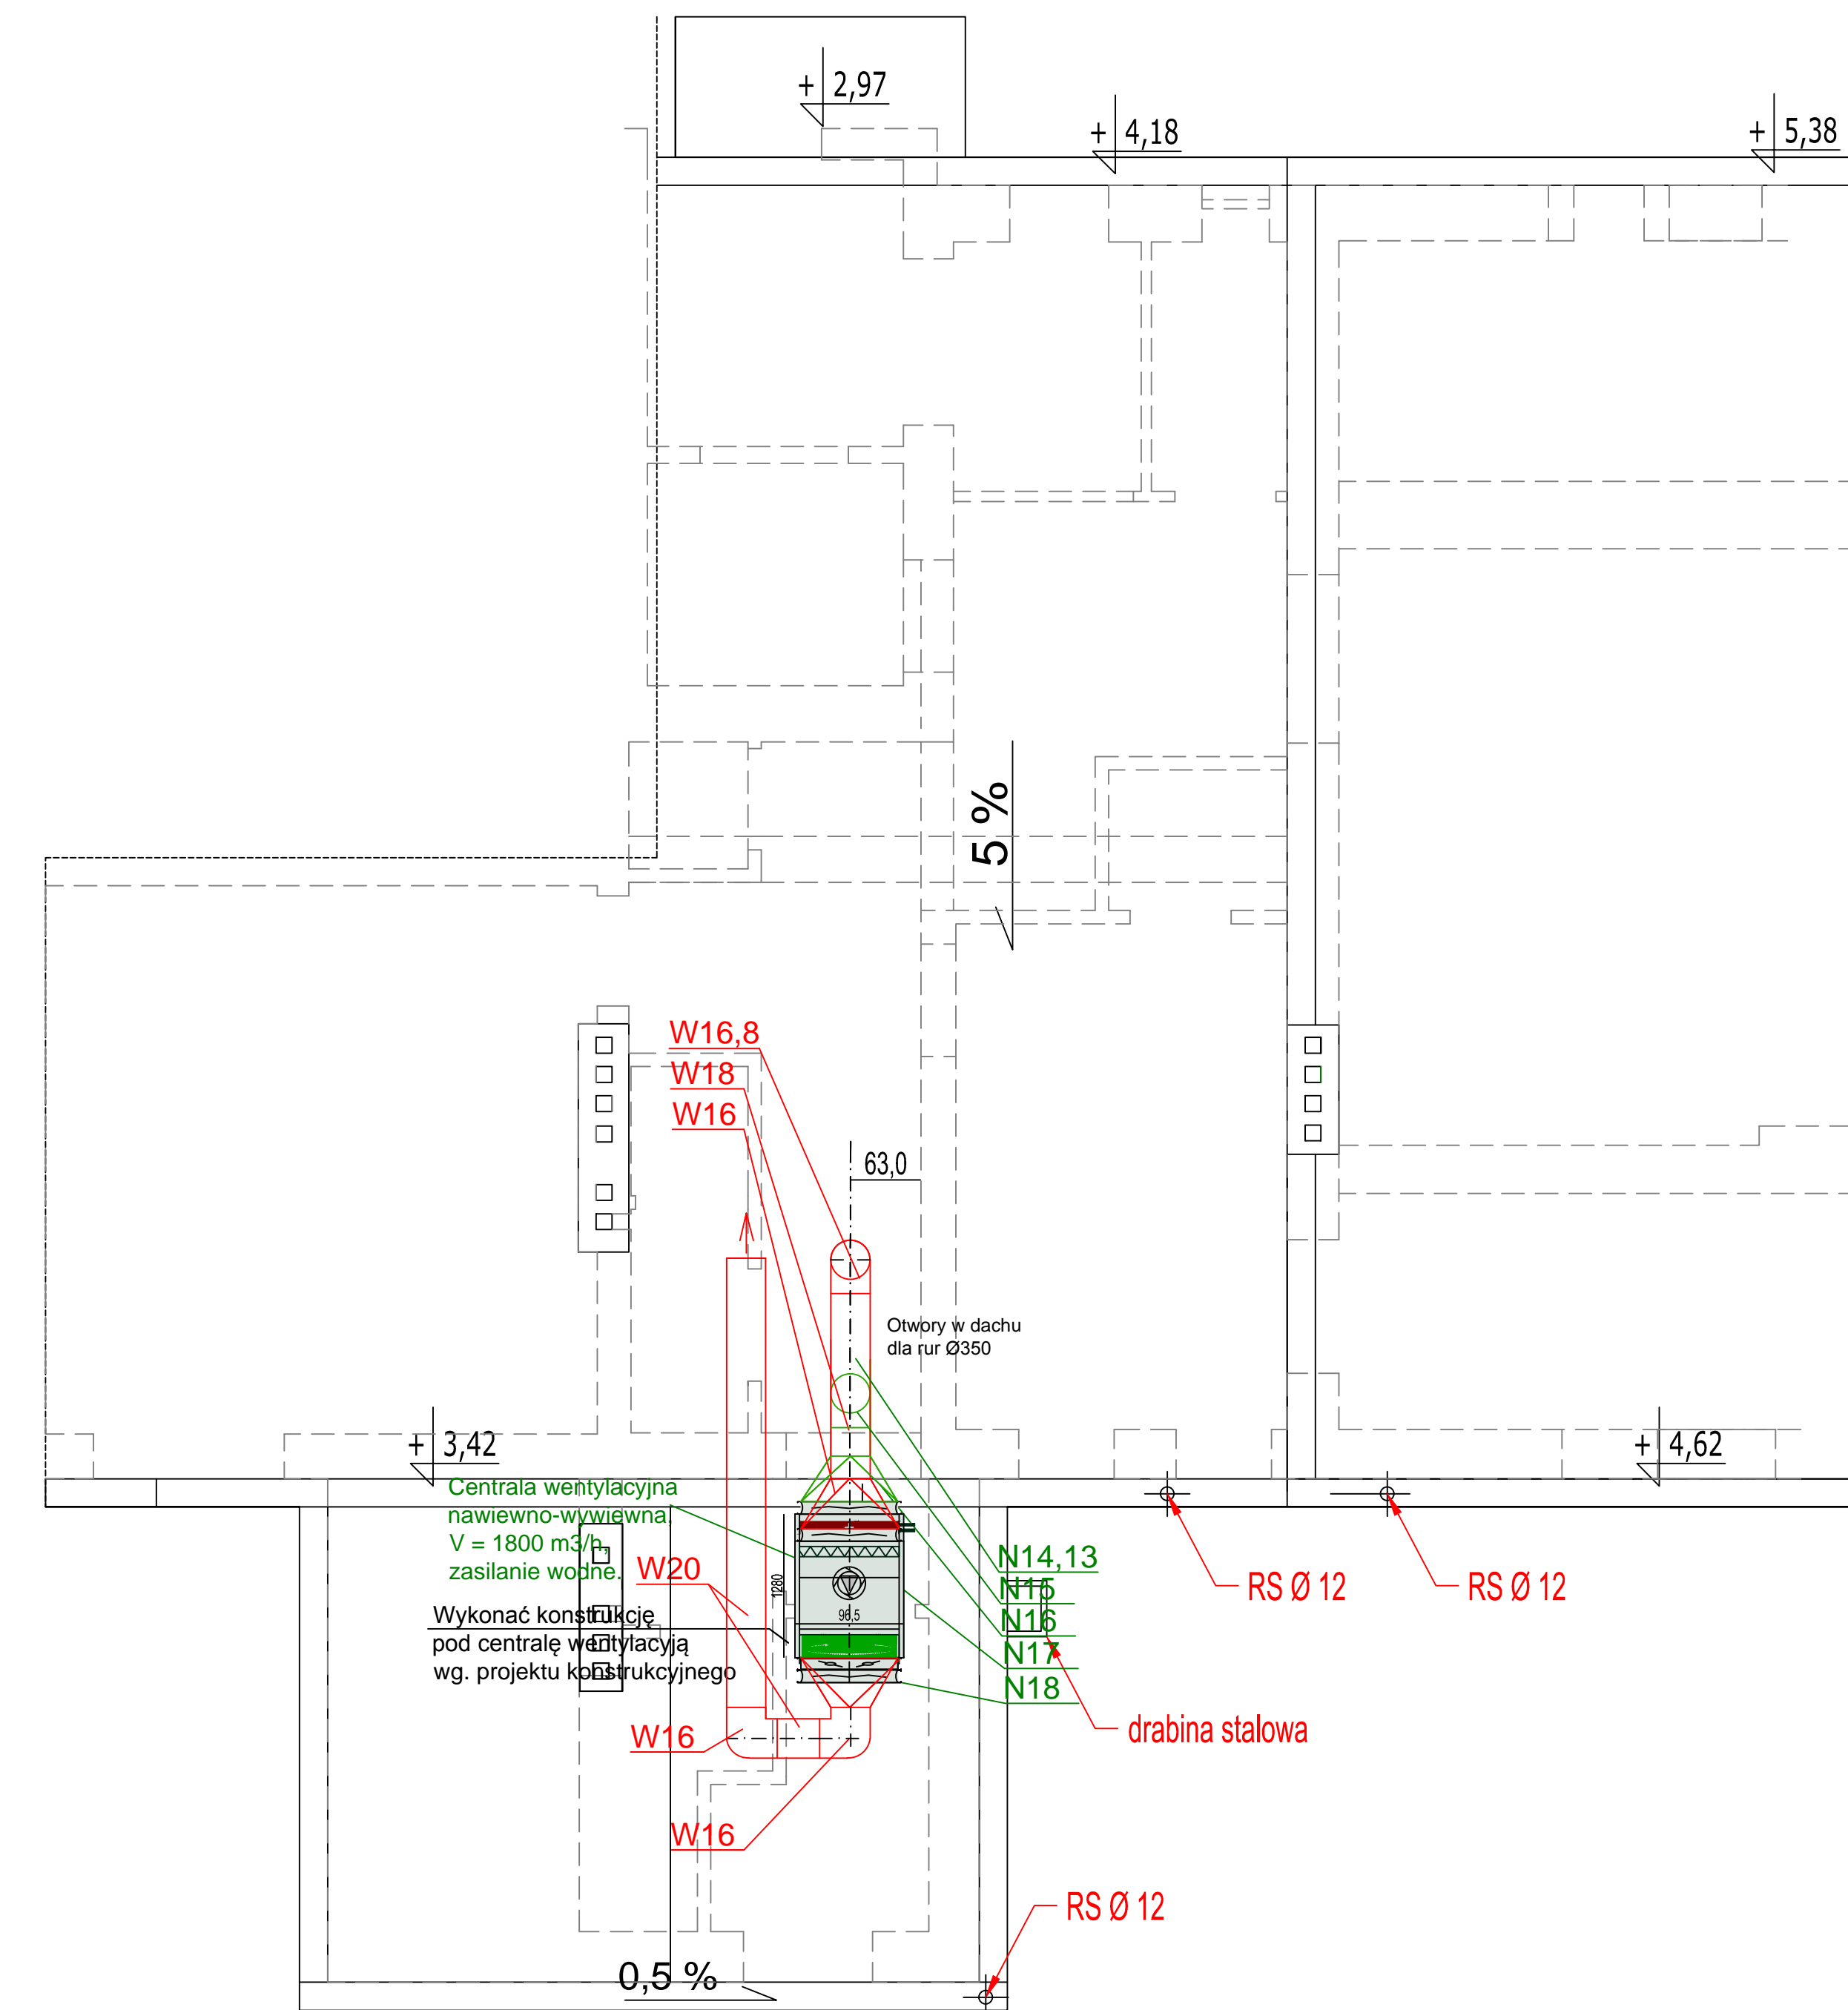 + 2,97
+ 4,18
+ 5,38
5 %
W16,8
W18
W16
63,0
Otwory w dachu
dla rur Ø350
+ 3,42
+ 4,62
Centrala wentylacyjna
nawiewno-wywiewna,
V = 1800 m3/h,
zasilanie wodne.
W20
1280
96,5
N14,13
N15
N16
N17
N18
RS Ø 12
RS Ø 12
Wykonać konstrukcję
pod centralę wentylacyją
wg. projektu konstrukcyjnego
drabina stalowa
W16
W16
RS Ø 12
0,5 %